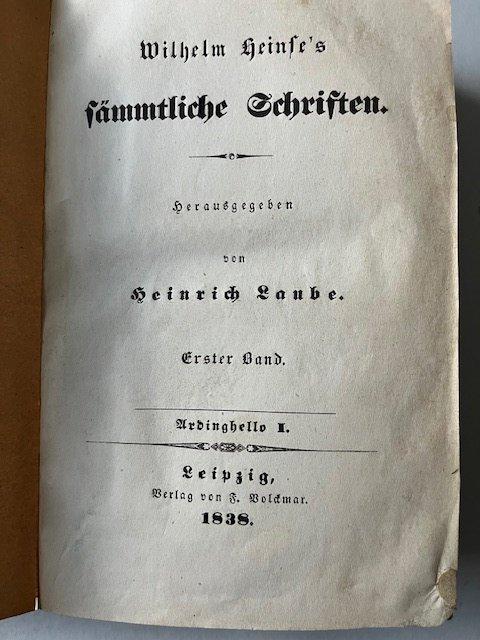 Wilhelm Heinse's
sämmtliche Schriften.
Herausgegeben
von
Heinrich Laube.
Erster Band.
Ardinghello I.
Leipzig,
Verlag von F. Volckmar.
1838.